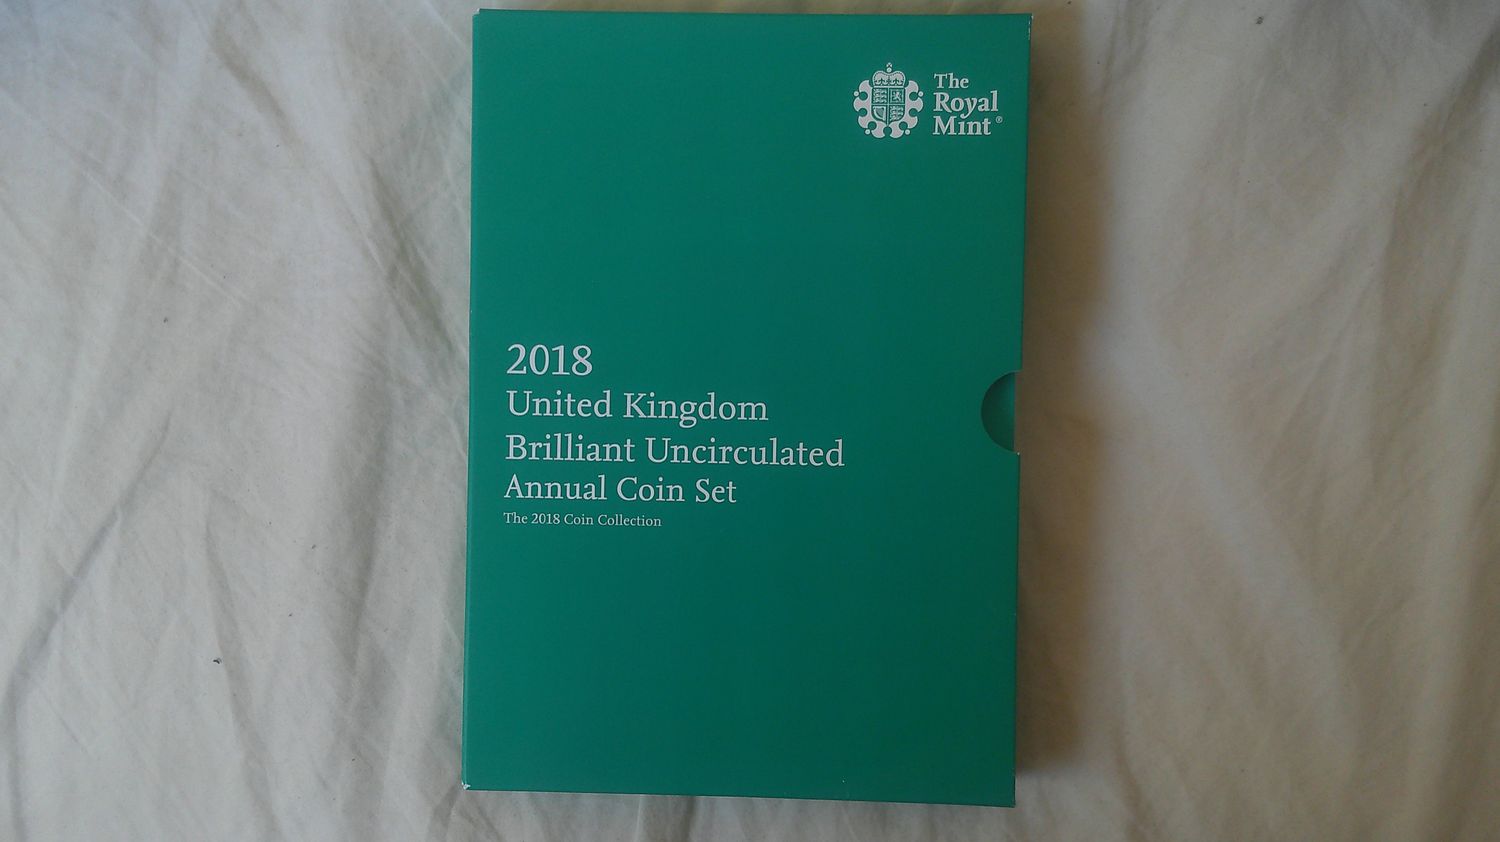 The
Royal
Mint®
2018
United Kingdom
Brilliant Uncirculated
Annual Coin Set
The 2018 Coin Collection